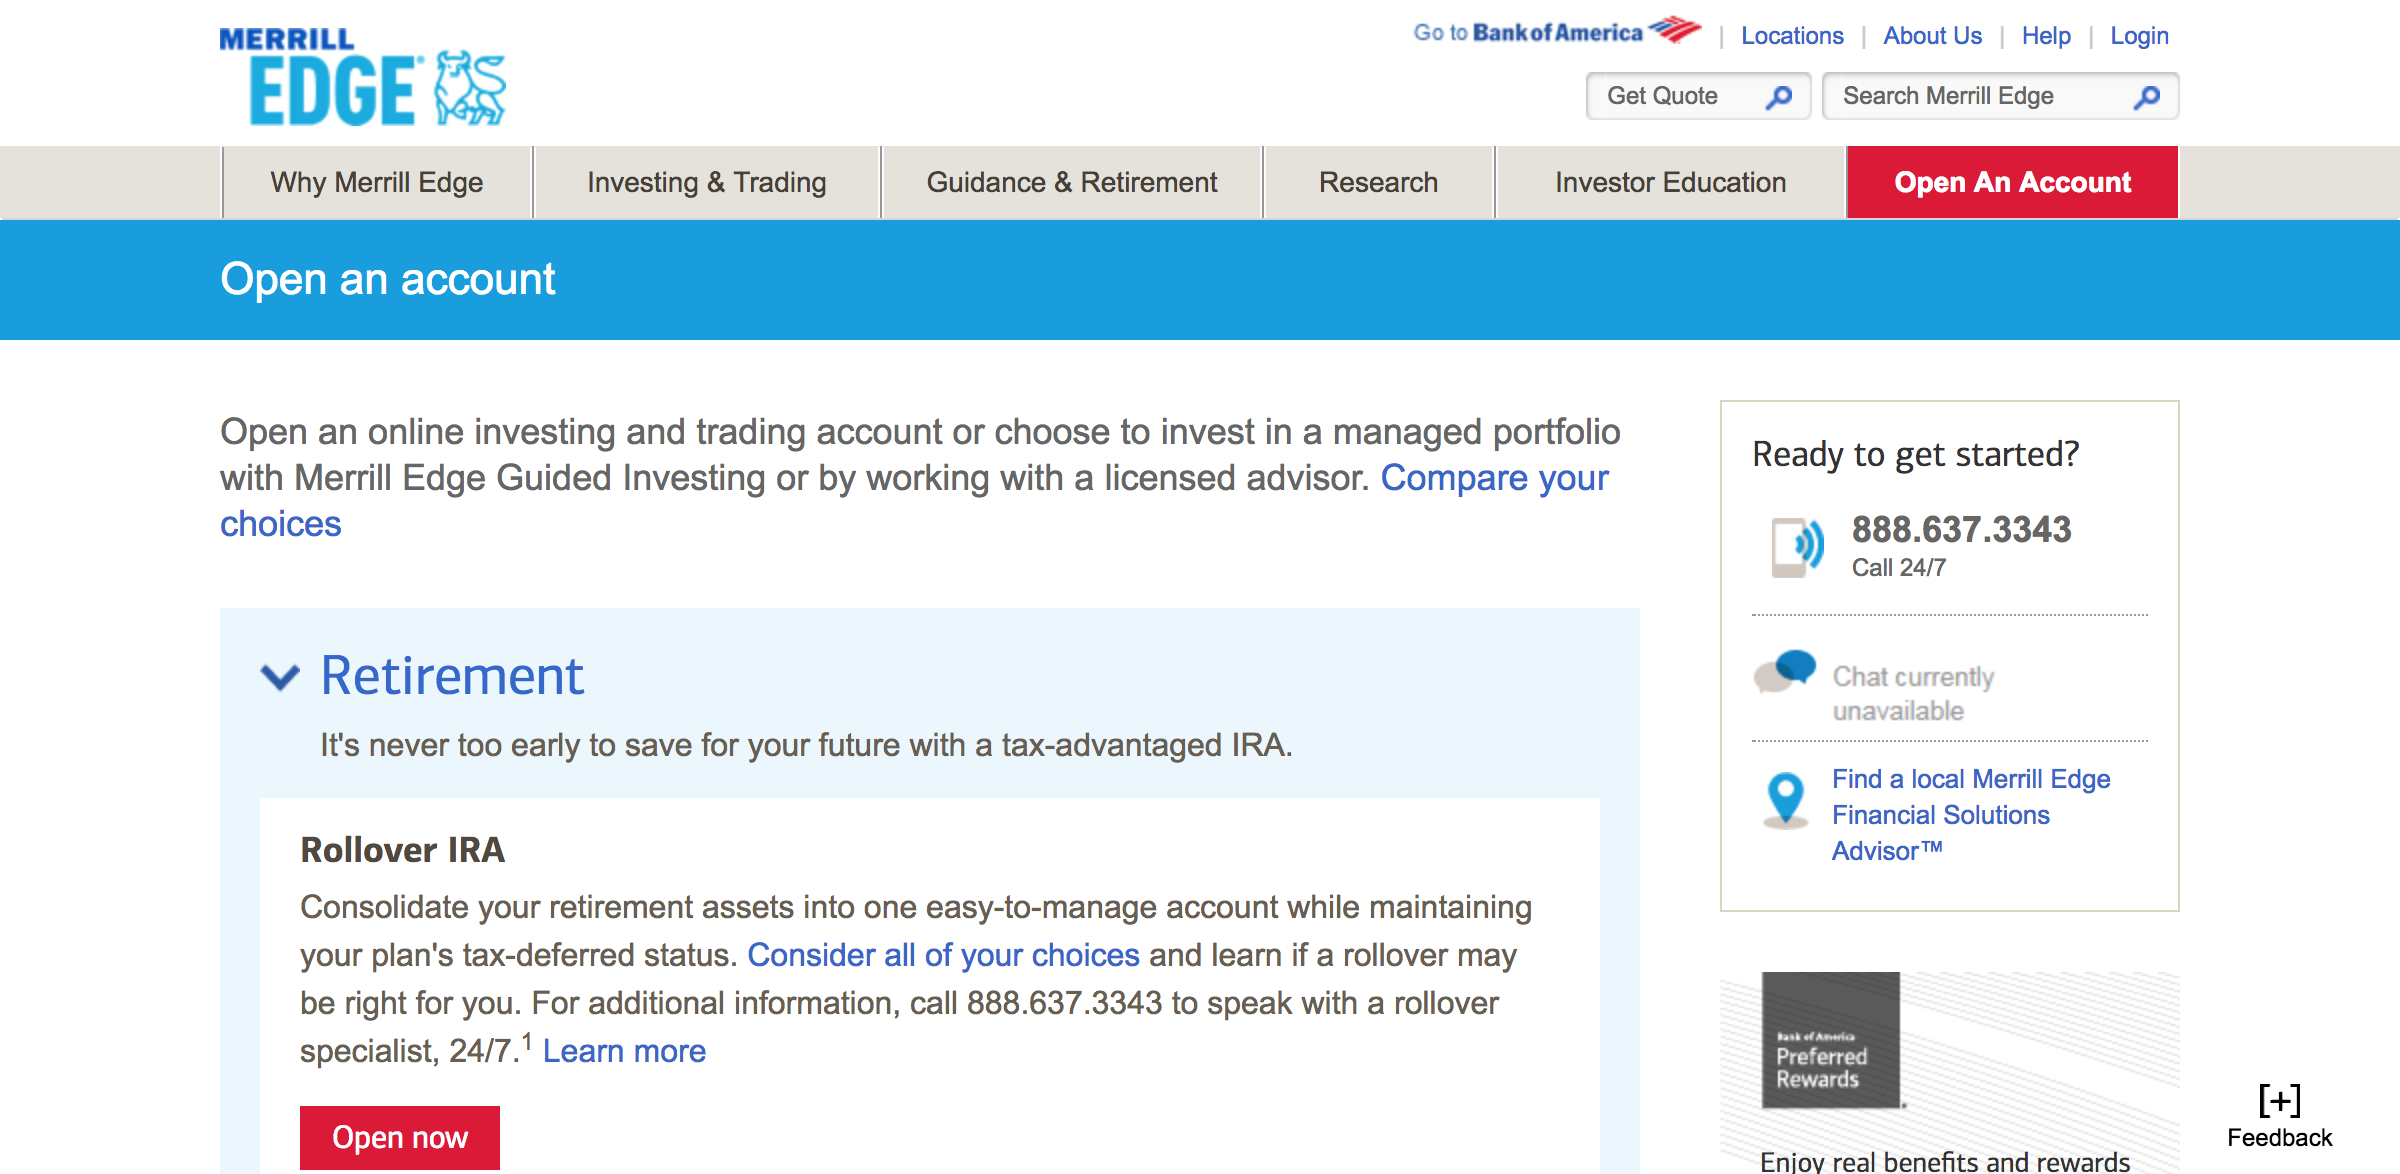 MERRILL
EDGE®
Go to Bank of America
Locations
About Us
Help
Login
Get Quote
Search Merrill Edge
Why Merrill Edge
Investing & Trading
Guidance & Retirement
Research
Investor Education
Open An Account
Open an account
Open an online investing and trading account or choose to invest in a managed portfolio
with Merrill Edge Guided Investing or by working with a licensed advisor. Compare your
choices
Retirement
It's never too early to save for your future with a tax-advantaged IRA.
Rollover IRA
Consolidate your retirement assets into one easy-to-manage account while maintaining
your plan's tax-deferred status. Consider all of your choices and learn if a rollover may
be right for you. For additional information, call 888.637.3343 to speak with a rollover
specialist, 24/7.1 Learn more
Open now
Ready to get started?
888.637.3343
Call 24/7
Chat currently
unavailable
Find a local Merrill Edge
Financial Solutions
Advisor™
Bank of America
Preferred
Rewards
Enjoy real benefits and rewards
[+]
Feedback